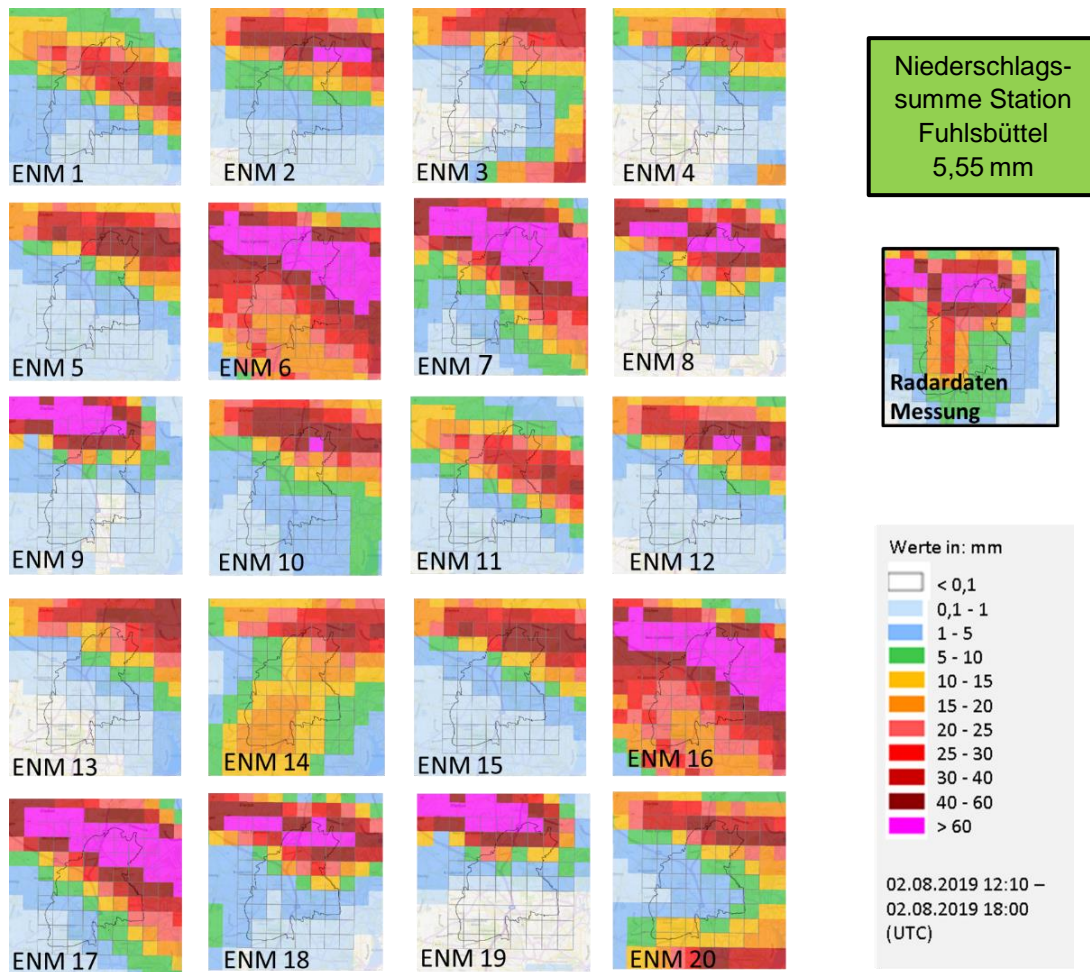 ENM 1
ENM 2
ENM 3
ENM 4
Niederschlags-
summe Station
Fuhlsbüttel
5,55 mm
ENM 5
ENM 6
ENM 7
ENM 8
Radardaten
Messung
ENM 9
ENM 10
ENM 11
ENM 12
ENM 13
ENM 14
ENM 15
ENM 16
ENM 17
ENM 18
ENM 19
ENM 20
Werte in: mm
< 0,1
0,1 - 1
1 - 5
5 - 10
10 - 15
15 - 20
20 - 25
25 - 30
30 - 40
40 - 60
> 60
02.08.2019 12:10 –
02.08.2019 18:00
(UTC)